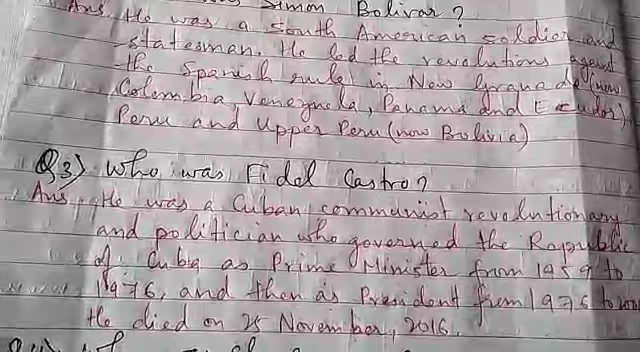 Simon Bolivar?
Ans. He was a South American soldier and
statesman. He led the revolutions against
the Spanish rule in New Granada (now
Colombia, Venezuela, Panama and Ecuador),
Peru and Upper Peru (now Bolivia)
Q3) Who was Fidel Castro?
Ans. He was a Cuban communist revolutionary
and politician who governed the Republic
of Cuba as Prime Minister from 1959 to
1976, and then as President from 1976 to
He died on 25 November, 2016.